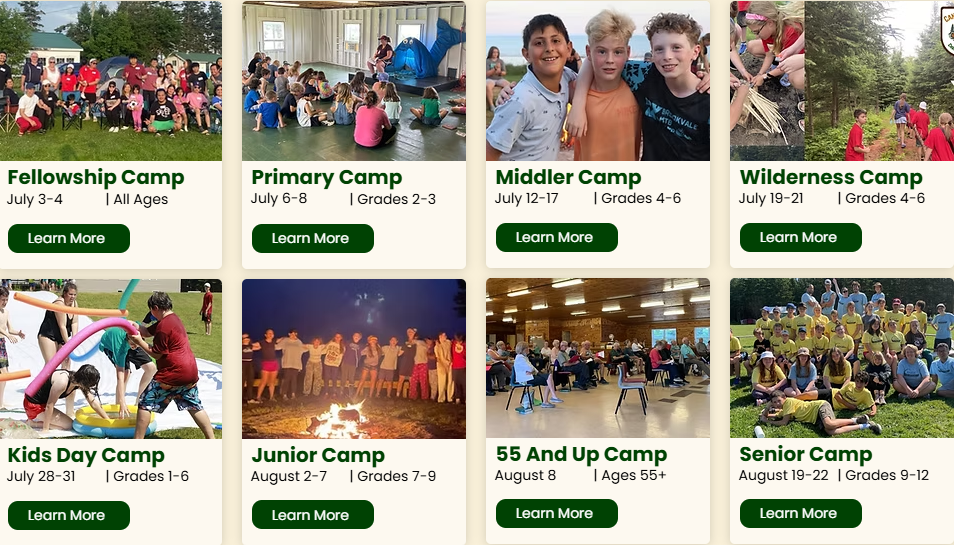 Fellowship Camp
July 3-4 | All Ages
Learn More
Primary Camp
July 6-8 | Grades 2-3
Learn More
BROOKVALE
Middler Camp
July 12-17 | Grades 4-6
Learn More
Wilderness Camp
July 19-21 | Grades 4-6
Learn More
Kids Day Camp
July 28-31 | Grades 1-6
Learn More
Junior Camp
August 2-7 | Grades 7-9
Learn More
55 And Up Camp
August 8 | Ages 55+
Learn More
Senior Camp
August 19-22 | Grades 9-12
Learn More